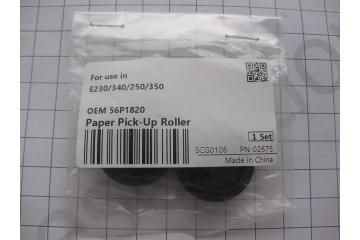 For use in
E230/340/250/350
OEM 56P1820
Paper Pick-Up Roller
1 Set
SCG0106 PN: 02675
Made in China